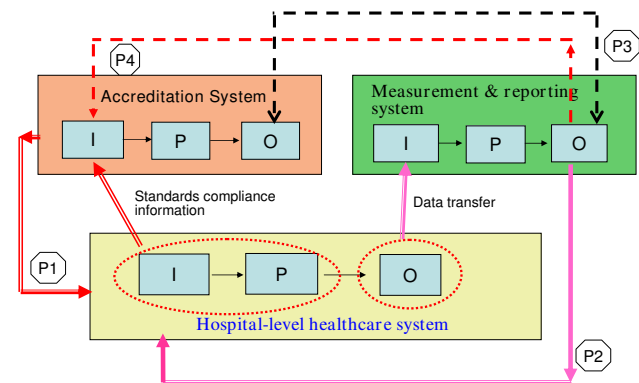 P4
P3
Accreditation System
Measurement & reporting
system
I
P
O
I
P
O
Standards compliance
information
Data transfer
P1
I
P
O
Hospital-level healthcare system
P2